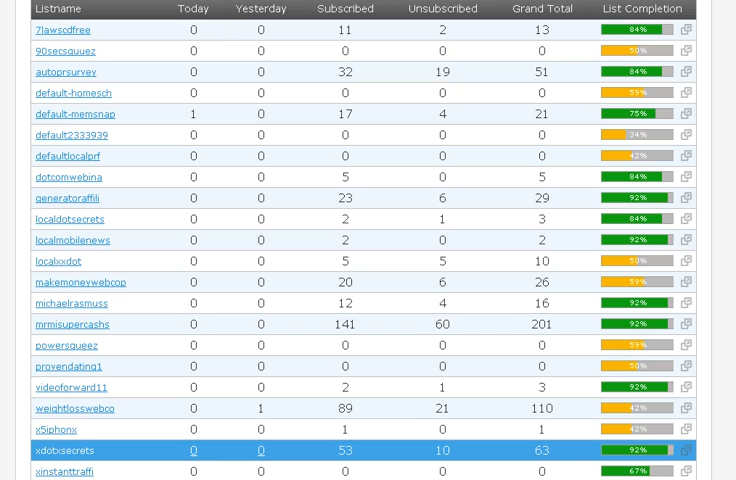 Listname Today Yesterday Subscribed Unsubscribed Grand Total List Completion
7lawscdfree 0 0 11 2 13 84%
90secsquuez 0 0 0 0 0 50%
autoprsurvey 0 0 32 19 51 84%
default-homesch 0 0 0 0 0 59%
default-memsnap 1 0 17 4 21 75%
default2333939 0 0 0 0 0 34%
defaultlocalprf 0 0 0 0 0 42%
dotcomwebina 0 0 5 0 5 84%
generatoraffili 0 0 23 6 29 92%
localdotsecrets 0 0 2 1 3 84%
localmobilenews 0 0 2 0 2 92%
localxxdot 0 0 5 5 10 50%
makemoneywebcop 0 0 20 6 26 59%
michaelrasmuss 0 0 12 4 16 92%
mrmisupercashs 0 0 141 60 201 92%
powersqueez 0 0 0 0 0 59%
provendating1 0 0 0 0 0 50%
videoforward11 0 0 2 1 3 92%
weightlosswebco 0 1 89 21 110 42%
x5iphonx 0 0 1 0 1 42%
xdotxsecrets 0 0 53 10 63 92%
xinstanttraffi 0 0 0 0 0 67%